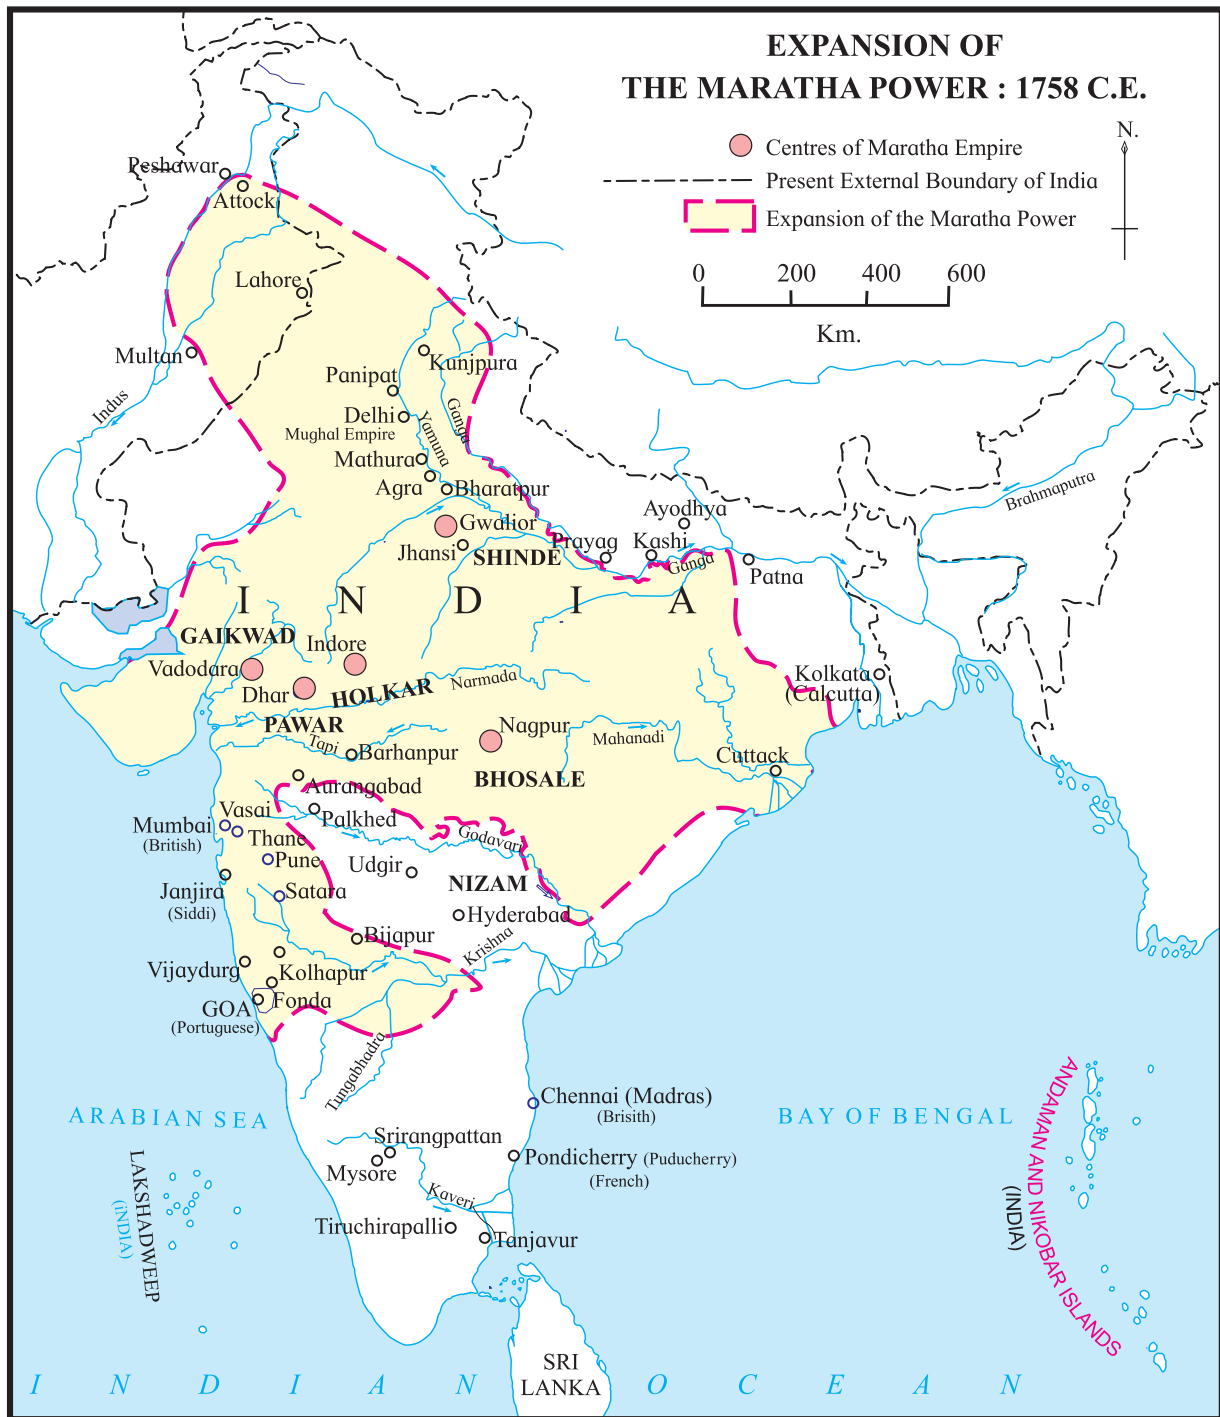 EXPANSION OF
THE MARATHA POWER : 1758 C.E.
N.
Centres of Maratha Empire
Present External Boundary of India
Expansion of the Maratha Power
0 200 400 600
Km.
Peshawar
Attock
Lahore
Multan
Indus
Kunjpura
Panipat
Delhi
Mughal Empire
Yamuna
Ganga
Mathura
Agra
Bharatpur
Gwalior
Jhansi
SHINDE
Ayodhya
Prayag
Kashi
Ganga
Patna
Brahmaputra
I N D I A
GAIKWAD
Indore
Vadodara
Dhar
HOLKAR
Narmada
Kolkata
(Calcutta)
PAWAR
Tapi
Barhanpur
Nagpur
Mahanadi
BHOSALE
Cuttack
Aurangabad
Vasai
Palkhed
Mumbai
(British)
Thane
Godavari
Pune
Udgir
Janjira
(Siddi)
Satara
NIZAM
Hyderabad
Bijapur
Krishna
Vijaydurg
Kolhapur
GOA
(Portuguese)
Fonda
Tungabhadra
Chennai (Madras)
(Brisith)
ARABIAN SEA
BAY OF BENGAL
Srirangpattan
Mysore
Pondicherry (Puducherry)
(French)
Kaveri
Tiruchirapalli
Tanjavur
LAKSHADWEEP
(iNDIA)
ANDAMAN AND NIKOBAR ISLANDS
(INDIA)
SRI
LANKA
I N D I A N O C E A N